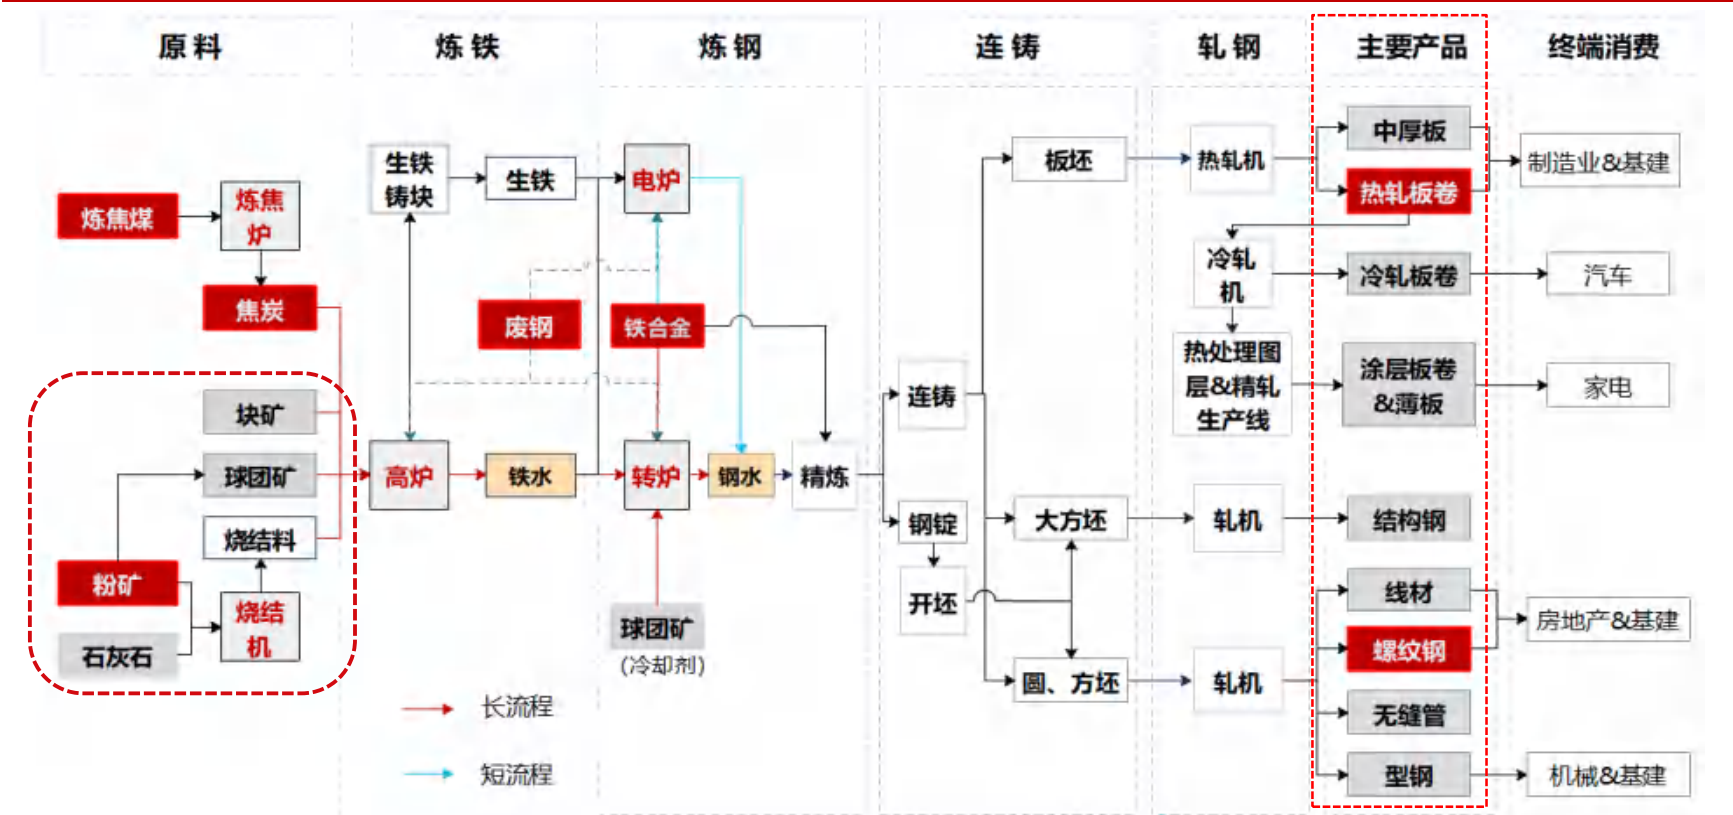 原 料
炼 铁
炼 钢
连 铸
轧 钢
主要产品
终端消费
炼焦煤
炼焦
炉
焦炭
块矿
球团矿
烧结料
粉矿
石灰石
烧结
机
生铁
铸块
生铁
废钢
高炉
铁水
电炉
铁合金
转炉
钢水
精炼
球团矿
(冷却剂)
长流程
短流程
连铸
钢锭
开坯
板坯
大方坯
圆、方坯
热轧机
冷轧
机
热处理图
层&精轧
生产线
轧机
轧机
中厚板
热轧板卷
冷轧板卷
涂层板卷
&薄板
结构钢
线材
螺纹钢
无缝管
型钢
制造业&基建
汽车
家电
房地产&基建
机械&基建